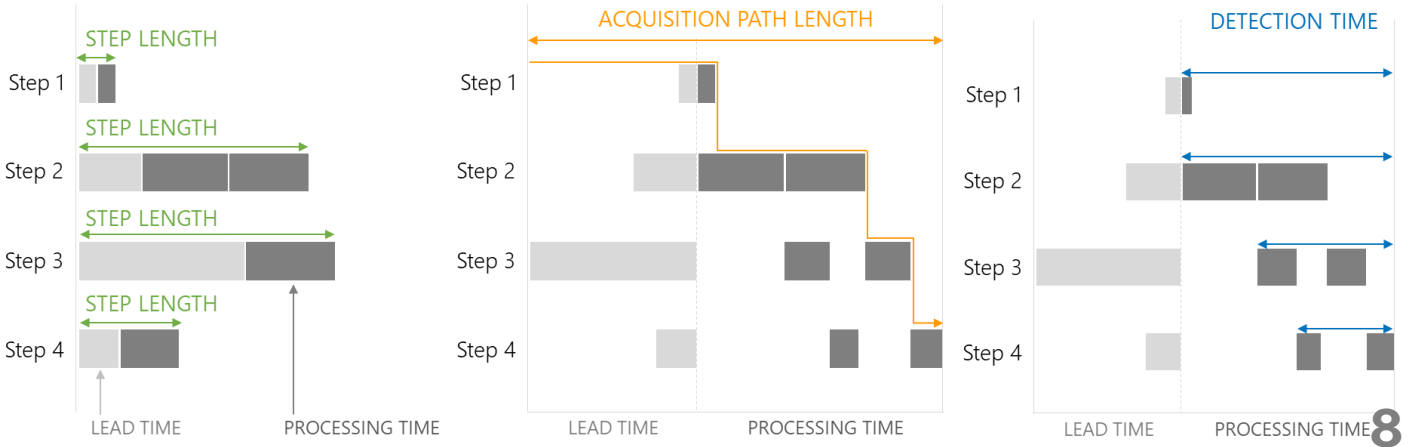 STEP LENGTH
Step 1
STEP LENGTH
Step 2
STEP LENGTH
Step 3
STEP LENGTH
Step 4
LEAD TIME
PROCESSING TIME
ACQUISITION PATH LENGTH
Step 1
Step 2
Step 3
Step 4
LEAD TIME
PROCESSING TIME
DETECTION TIME
Step 1
Step 2
Step 3
Step 4
LEAD TIME
PROCESSING TIME
8